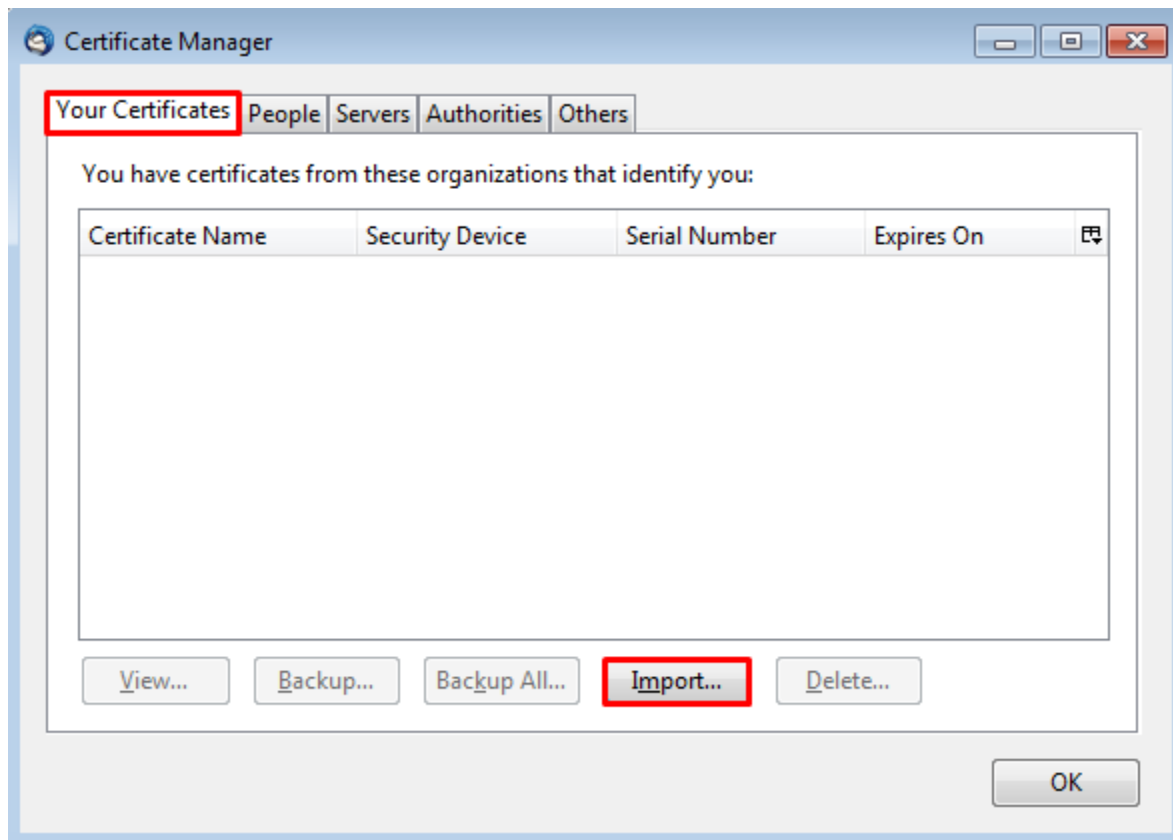 Certificate Manager
Your Certificates People Servers Authorities Others
You have certificates from these organizations that identify you:
Certificate Name Security Device Serial Number Expires On
View... Backup... Backup All... Import... Delete...
OK